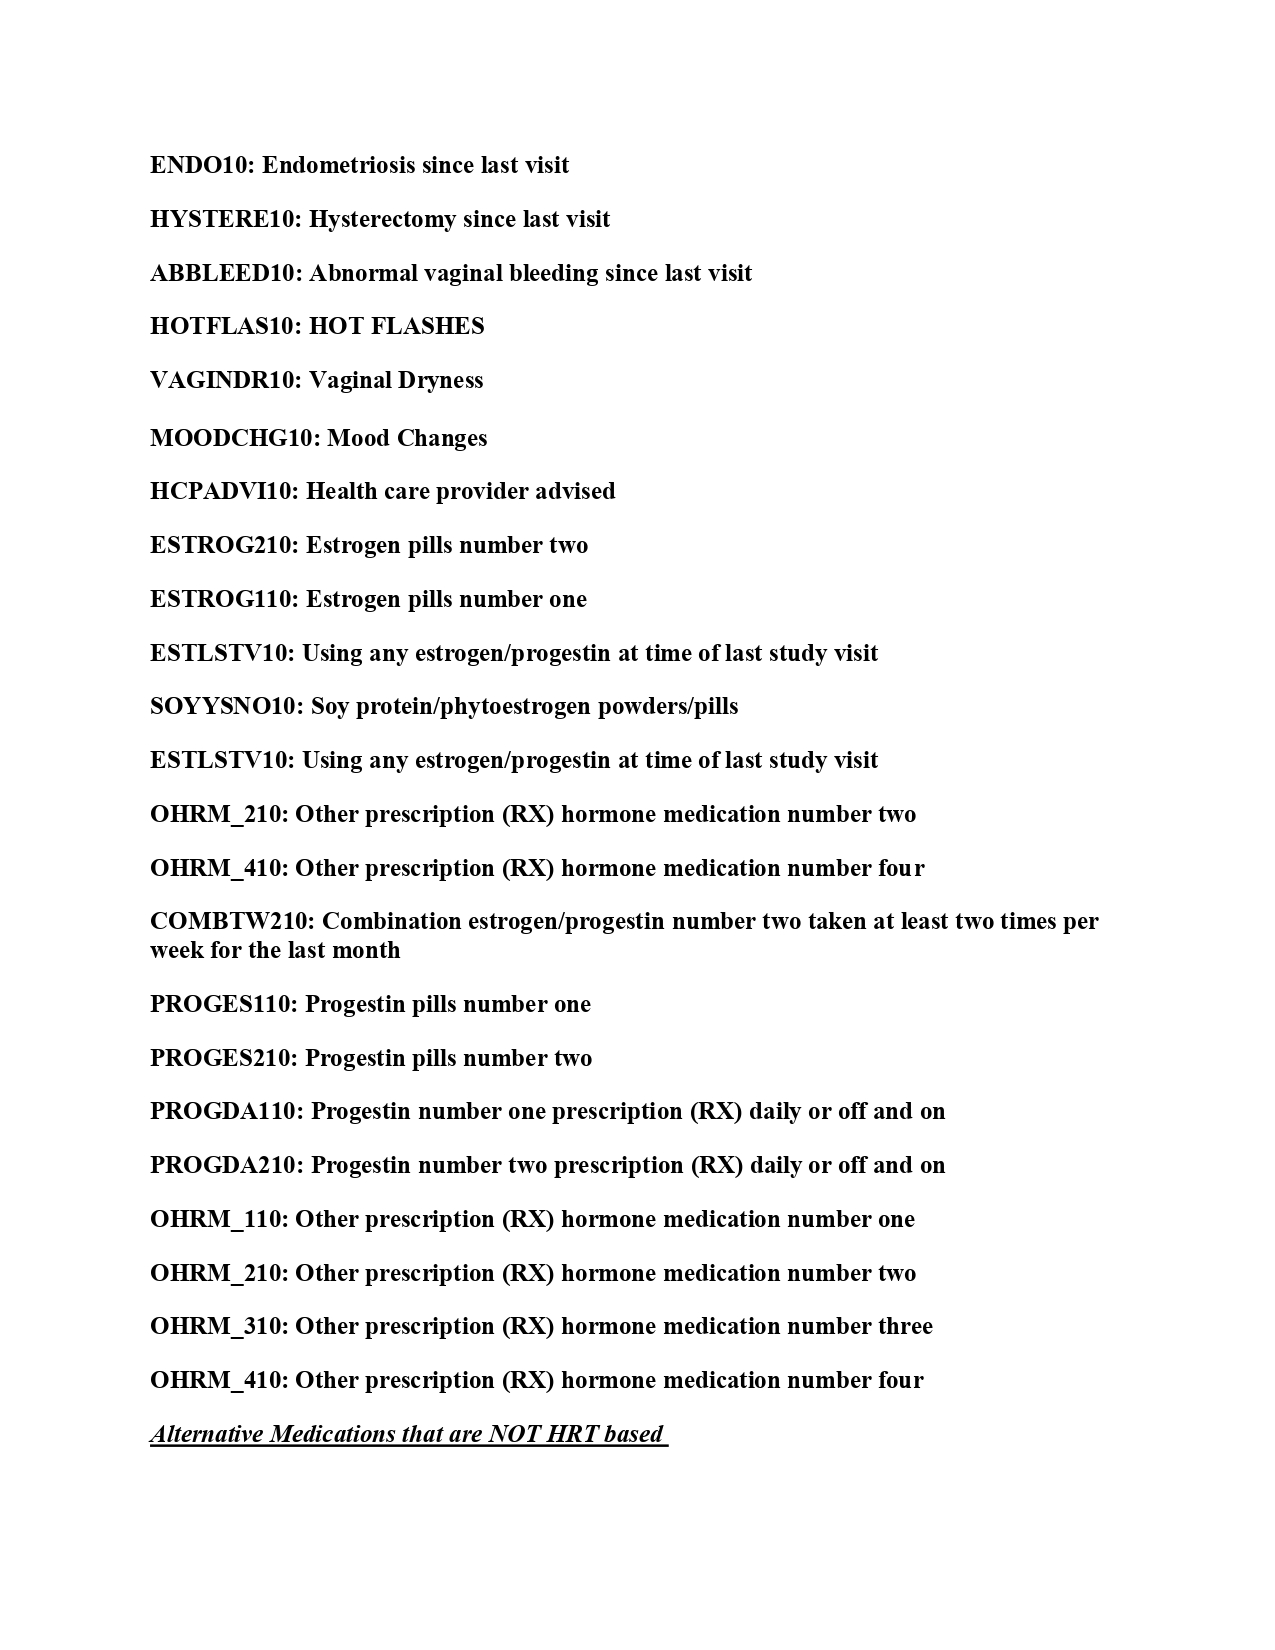 ENDO10: Endometriosis since last visit
HYSTERE10: Hysterectomy since last visit
ABBLEED10: Abnormal vaginal bleeding since last visit
HOTFLAS10: HOT FLASHES
VAGINDR10: Vaginal Dryness
MOODCHG10: Mood Changes
HCPADVI10: Health care provider advised
ESTROG210: Estrogen pills number two
ESTROG110: Estrogen pills number one
ESTLSTV10: Using any estrogen/progestin at time of last study visit
SOYYSNO10: Soy protein/phytoestrogen powders/pills
ESTLSTV10: Using any estrogen/progestin at time of last study visit
OHRM_210: Other prescription (RX) hormone medication number two
OHRM_410: Other prescription (RX) hormone medication number four
COMBTW210: Combination estrogen/progestin number two taken at least two times per
week for the last month
PROGES110: Progestin pills number one
PROGES210: Progestin pills number two
PROGDA110: Progestin number one prescription (RX) daily or off and on
PROGDA210: Progestin number two prescription (RX) daily or off and on
OHRM_110: Other prescription (RX) hormone medication number one
OHRM_210: Other prescription (RX) hormone medication number two
OHRM_310: Other prescription (RX) hormone medication number three
OHRM_410: Other prescription (RX) hormone medication number four
Alternative Medications that are NOT HRT based